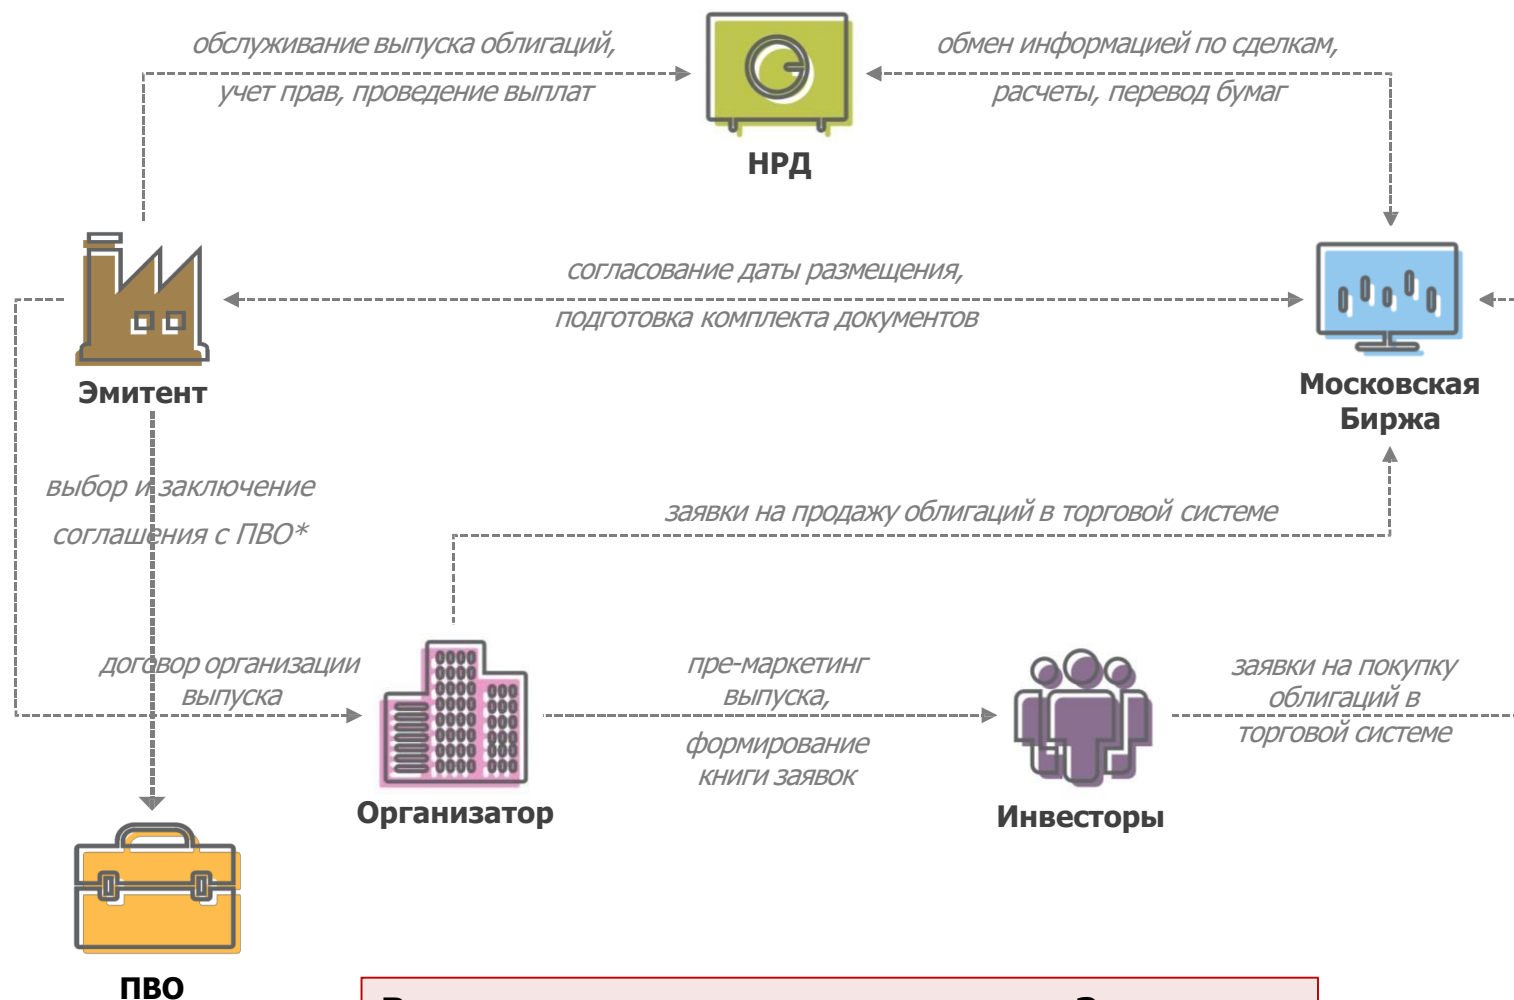 обслуживание выпуска облигаций,
учет прав, проведение выплат
обмен информацией по сделкам,
расчеты, перевод бумаг
НРД
согласование даты размещения,
подготовка комплекта документов
Эмитент
Московская
Биржа
выбор и заключение
соглашения с ПВО*
заявки на продажу облигаций в торговой системе
договор организации
выпуска
пре-маркетинг
выпуска,
формирование
книги заявок
заявки на покупку
облигаций в
торговой системе
Организатор
Инвесторы
ПВО